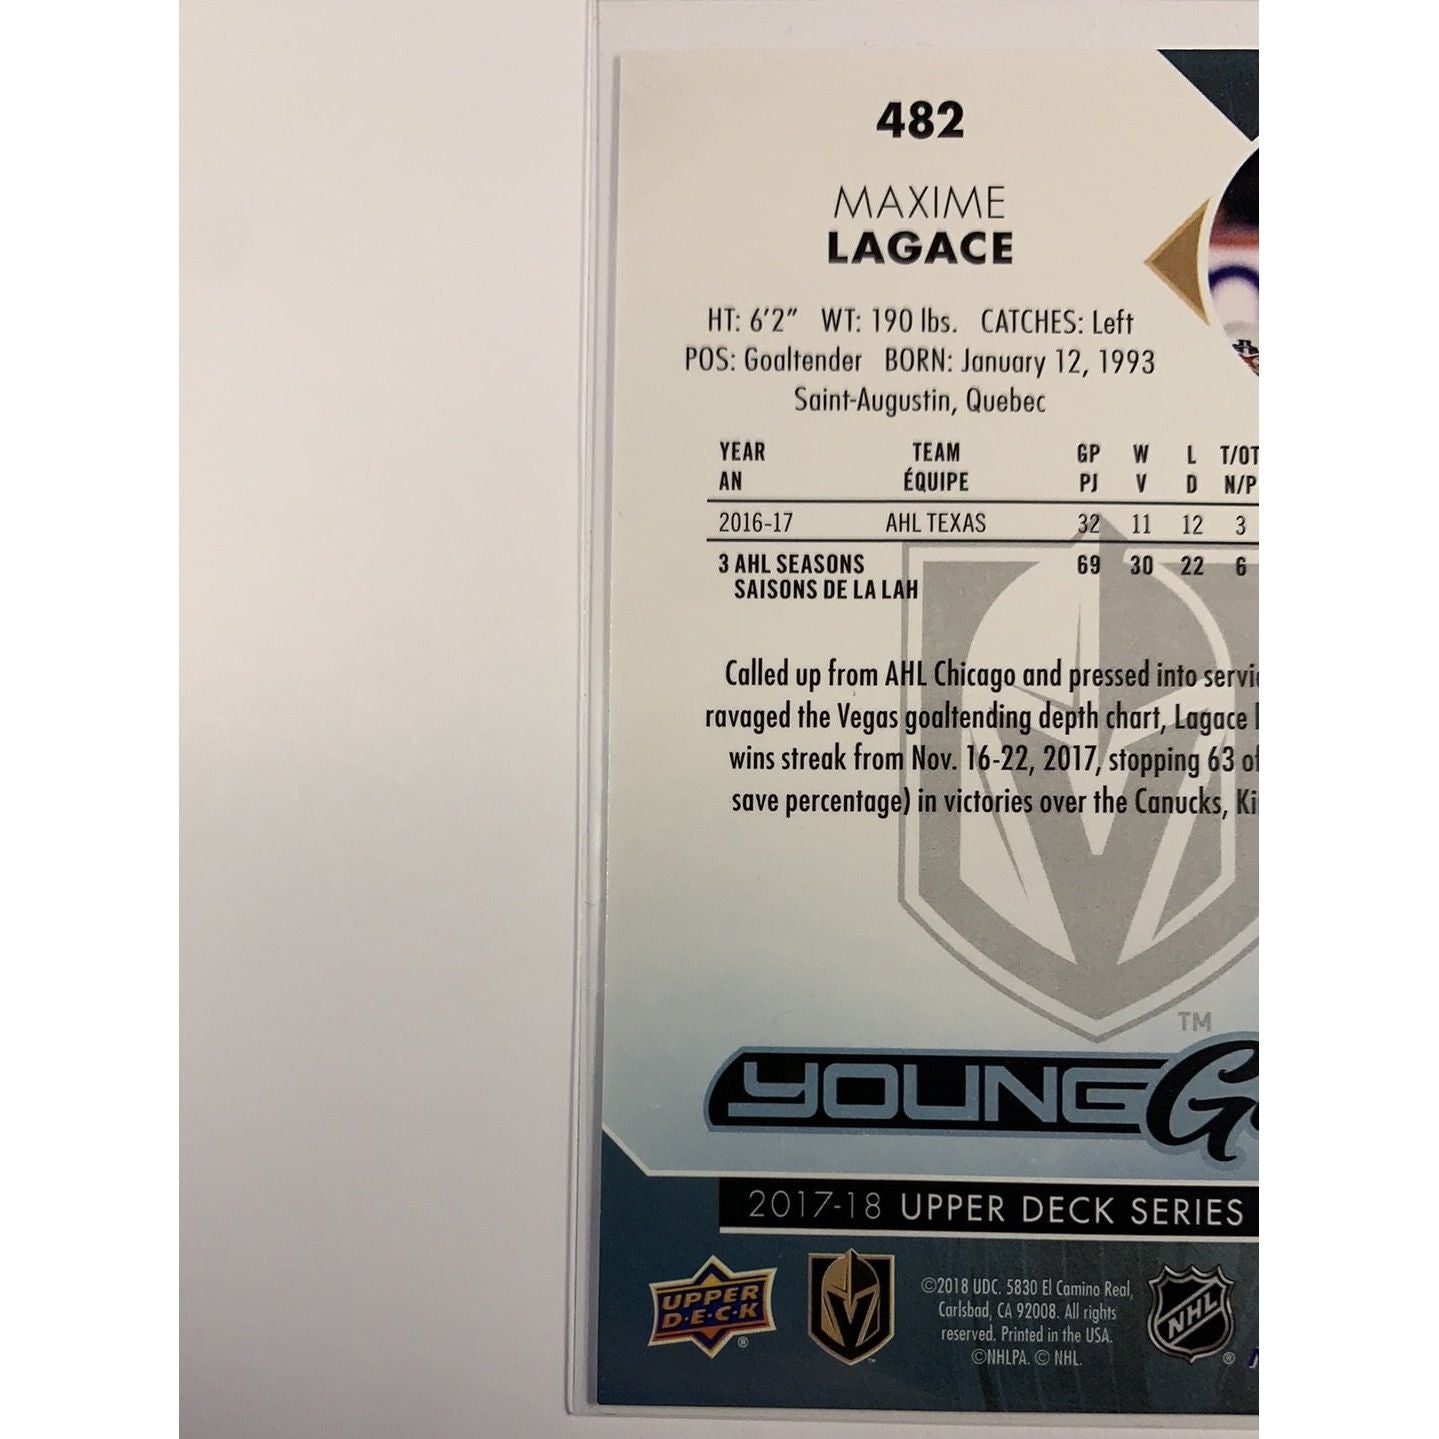 482
MAXIME
LAGACE
HT: 6'2" WT: 190 lbs. CATCHES: Left
POS: Goaltender BORN: January 12, 1993
Saint-Augustin, Quebec
YEAR TEAM GP W L T/OT
AN ÉQUIPE PJ V D N/P
2016-17 AHL TEXAS 32 11 12 3
3 AHL SEASONS 69 30 22 6
SAISONS DE LA LAH
Called up from AHL Chicago and pressed into
ravaged the Vegas goaltending depth chart, Lagace
wins streak from Nov. 16-22, 2017, stopping 63
save percentage) in victories over the Canucks,
TM
YOUNG
2017-18 UPPER DECK SERIES
UPPER
D·E·C·K
®
©2018 UDC. 5830 El Camino Real,
Carlsbad, CA 92008. All rights
reserved. Printed in the USA.
©NHLPA. © NHL.
TM
NHL
®